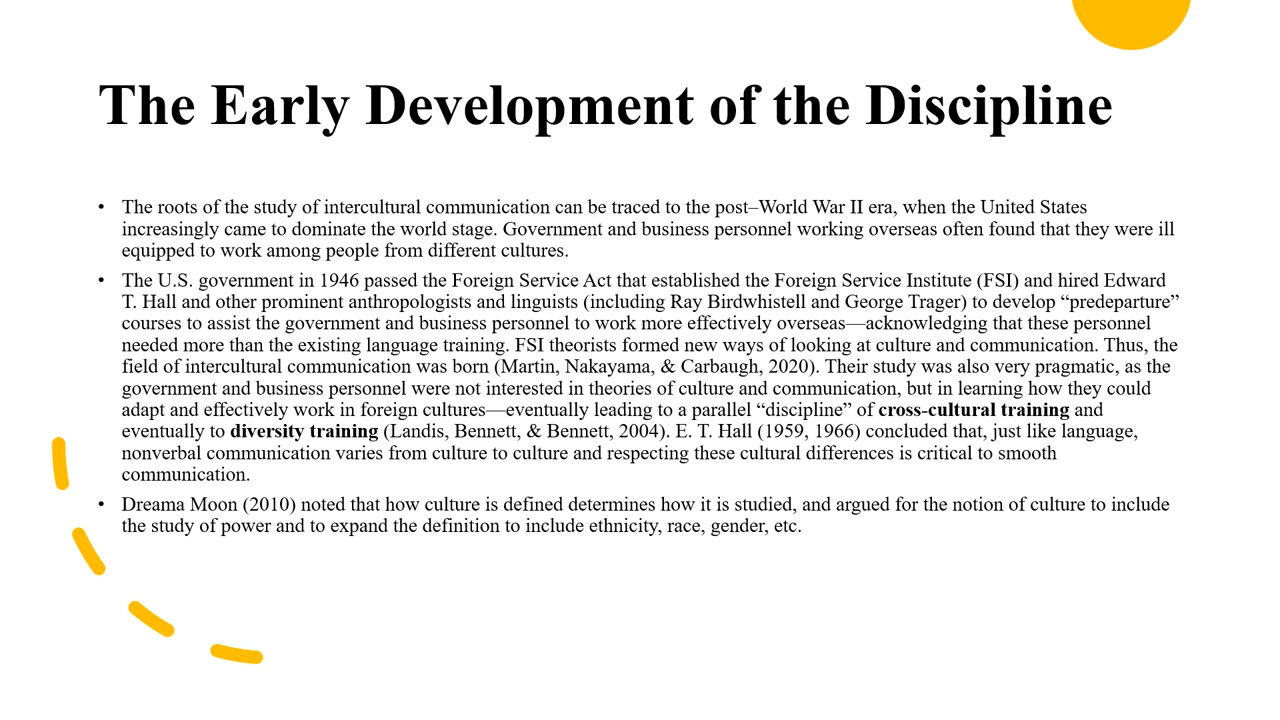 The Early Development of the Discipline
• The roots of the study of intercultural communication can be traced to the post–World War II era, when the United States
increasingly came to dominate the world stage. Government and business personnel working overseas often found that they were ill
equipped to work among people from different cultures.
• The U.S. government in 1946 passed the Foreign Service Act that established the Foreign Service Institute (FSI) and hired Edward
T. Hall and other prominent anthropologists and linguists (including Ray Birdwhistell and George Trager) to develop “predeparture”
courses to assist the government and business personnel to work more effectively overseas—acknowledging that these personnel
needed more than the existing language training. FSI theorists formed new ways of looking at culture and communication. Thus, the
field of intercultural communication was born (Martin, Nakayama, & Carbaugh, 2020). Their study was also very pragmatic, as the
government and business personnel were not interested in theories of culture and communication, but in learning how they could
adapt and effectively work in foreign cultures—eventually leading to a parallel “discipline” of cross-cultural training and
eventually to diversity training (Landis, Bennett, & Bennett, 2004). E. T. Hall (1959, 1966) concluded that, just like language,
nonverbal communication varies from culture to culture and respecting these cultural differences is critical to smooth
communication.
• Dreama Moon (2010) noted that how culture is defined determines how it is studied, and argued for the notion of culture to include
the study of power and to expand the definition to include ethnicity, race, gender, etc.